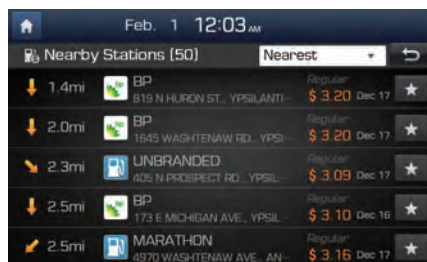 Feb. 1 12:03 AM
Nearby Stations (50) Nearest
1.4mi BP Regular
819 N HURON ST., YPSILANTI··· $ 3.20 Dec 17
2.0mi BP Regular
1645 WASHTENAW RD., YPSI··· $ 3.20 Dec 17
2.3mi UNBRANDED Regular
405 N PROSPECT RD., YPSIL··· $ 3.09 Dec 17
2.5mi BP Regular
173 E MICHIGAN AVE., YPSIL··· $ 3.10 Dec 16
2.5mi MARATHON Regular
4970 WASHTENAW AVE., AN··· $ 3.16 Dec 17